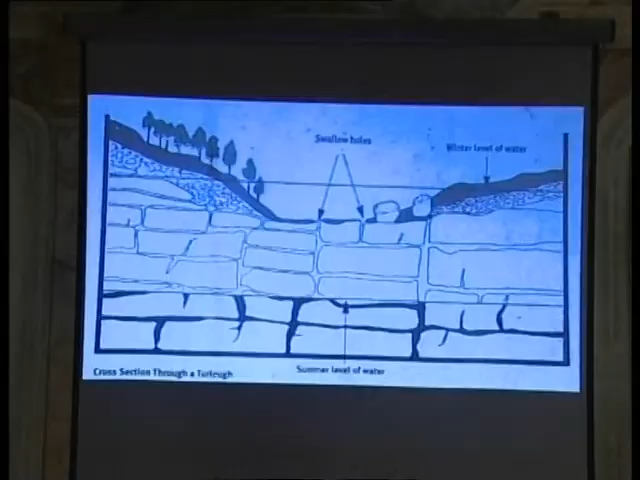 Swallow holes
Winter level of water
Summer level of water
Cross Section Through a Turlough